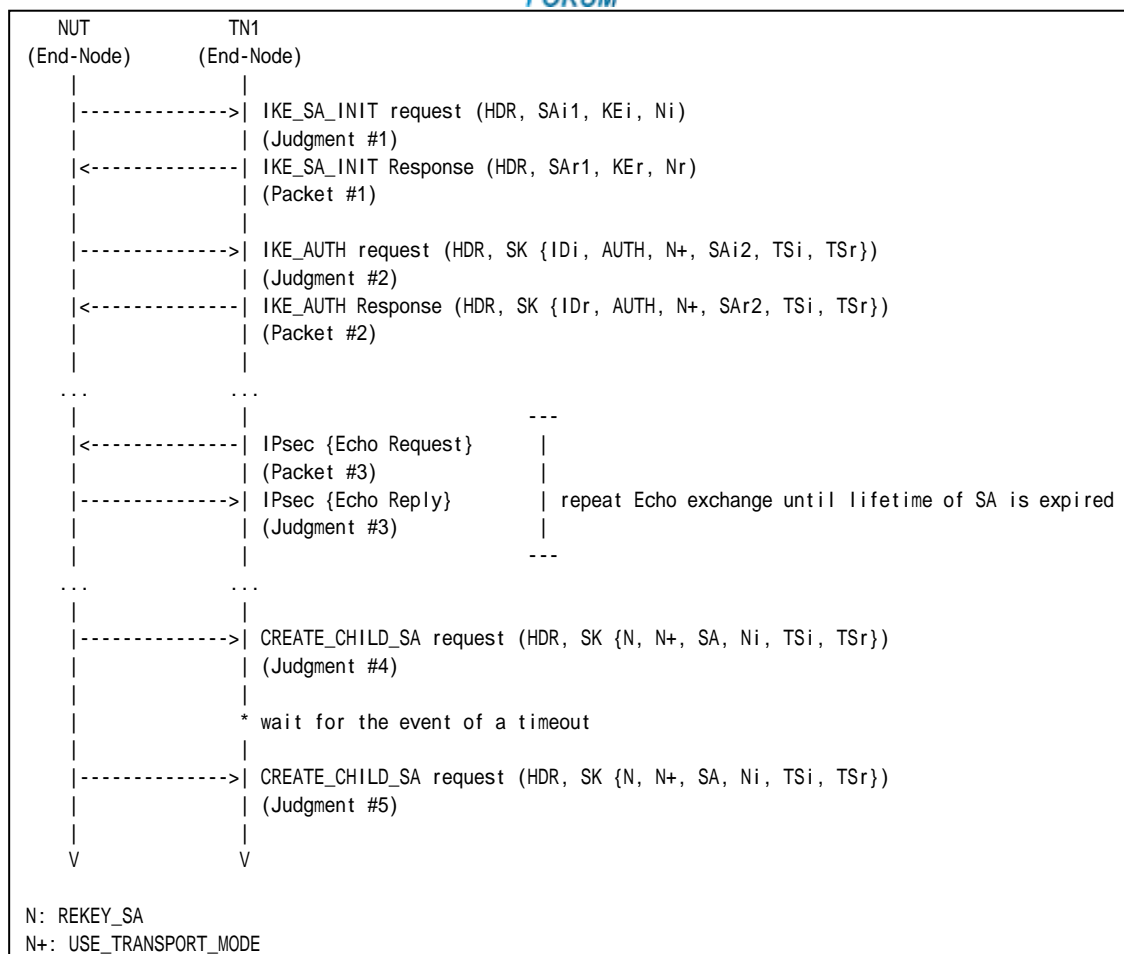 FORUM
NUT TN1
(End-Node) (End-Node)
| |
|-------------->| IKE_SA_INIT request (HDR, SAi1, KEi, Ni)
| | (Judgment #1)
|<--------------| IKE_SA_INIT Response (HDR, SAr1, KEr, Nr)
| | (Packet #1)
| |
|-------------->| IKE_AUTH request (HDR, SK {IDi, AUTH, N+, SAi2, TSi, TSr})
| | (Judgment #2)
|<--------------| IKE_AUTH Response (HDR, SK {IDr, AUTH, N+, SAr2, TSi, TSr})
| | (Packet #2)
| |
... ...
| | ---
|<--------------| IPsec {Echo Request} |
| | (Packet #3) |
|-------------->| IPsec {Echo Reply} | repeat Echo exchange until lifetime of SA is expired
| | (Judgment #3) |
| | ---
... ...
| |
|-------------->| CREATE_CHILD_SA request (HDR, SK {N, N+, SA, Ni, TSi, TSr})
| | (Judgment #4)
| |
| * wait for the event of a timeout
| |
|-------------->| CREATE_CHILD_SA request (HDR, SK {N, N+, SA, Ni, TSi, TSr})
| | (Judgment #5)
| |
V V
N: REKEY_SA
N+: USE_TRANSPORT_MODE